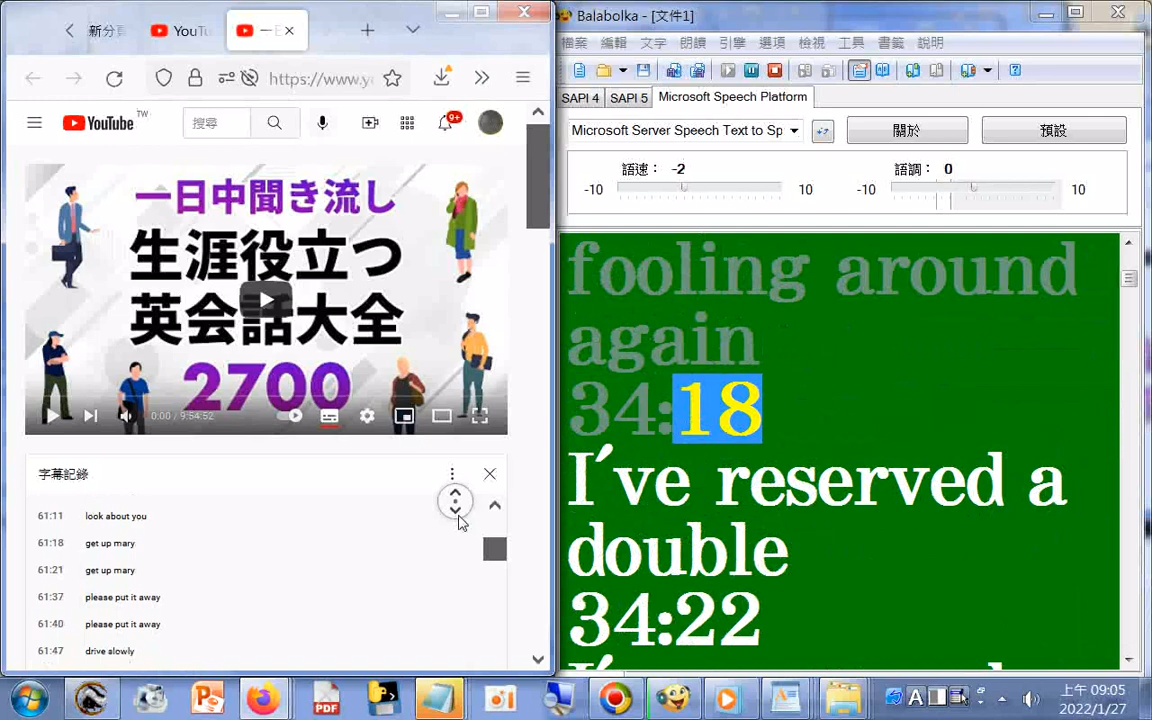 新分頁
YouTu
一 E
https://www.yo
YouTube TW
搜尋
9+
一日中聞き流し
生涯役立つ
英会話大全
2700
0:00 / 9:54:52
字幕記錄
61:11 look about you
61:18 get up mary
61:21 get up mary
61:37 please put it away
61:40 please put it away
61:47 drive slowly
Balabolka - [文件1]
檔案 編輯 文字 朗讀 引擎 選項 檢視 工具 書籤 說明
SAPI 4 SAPI 5 Microsoft Speech Platform
Microsoft Server Speech Text to Sp
關於 預設
語速： -2 語調： 0
-10 10 -10 10
fooling around
again
34:18
I've reserved a
double
34:22
PDF
A
上午 09:05
2022/1/27